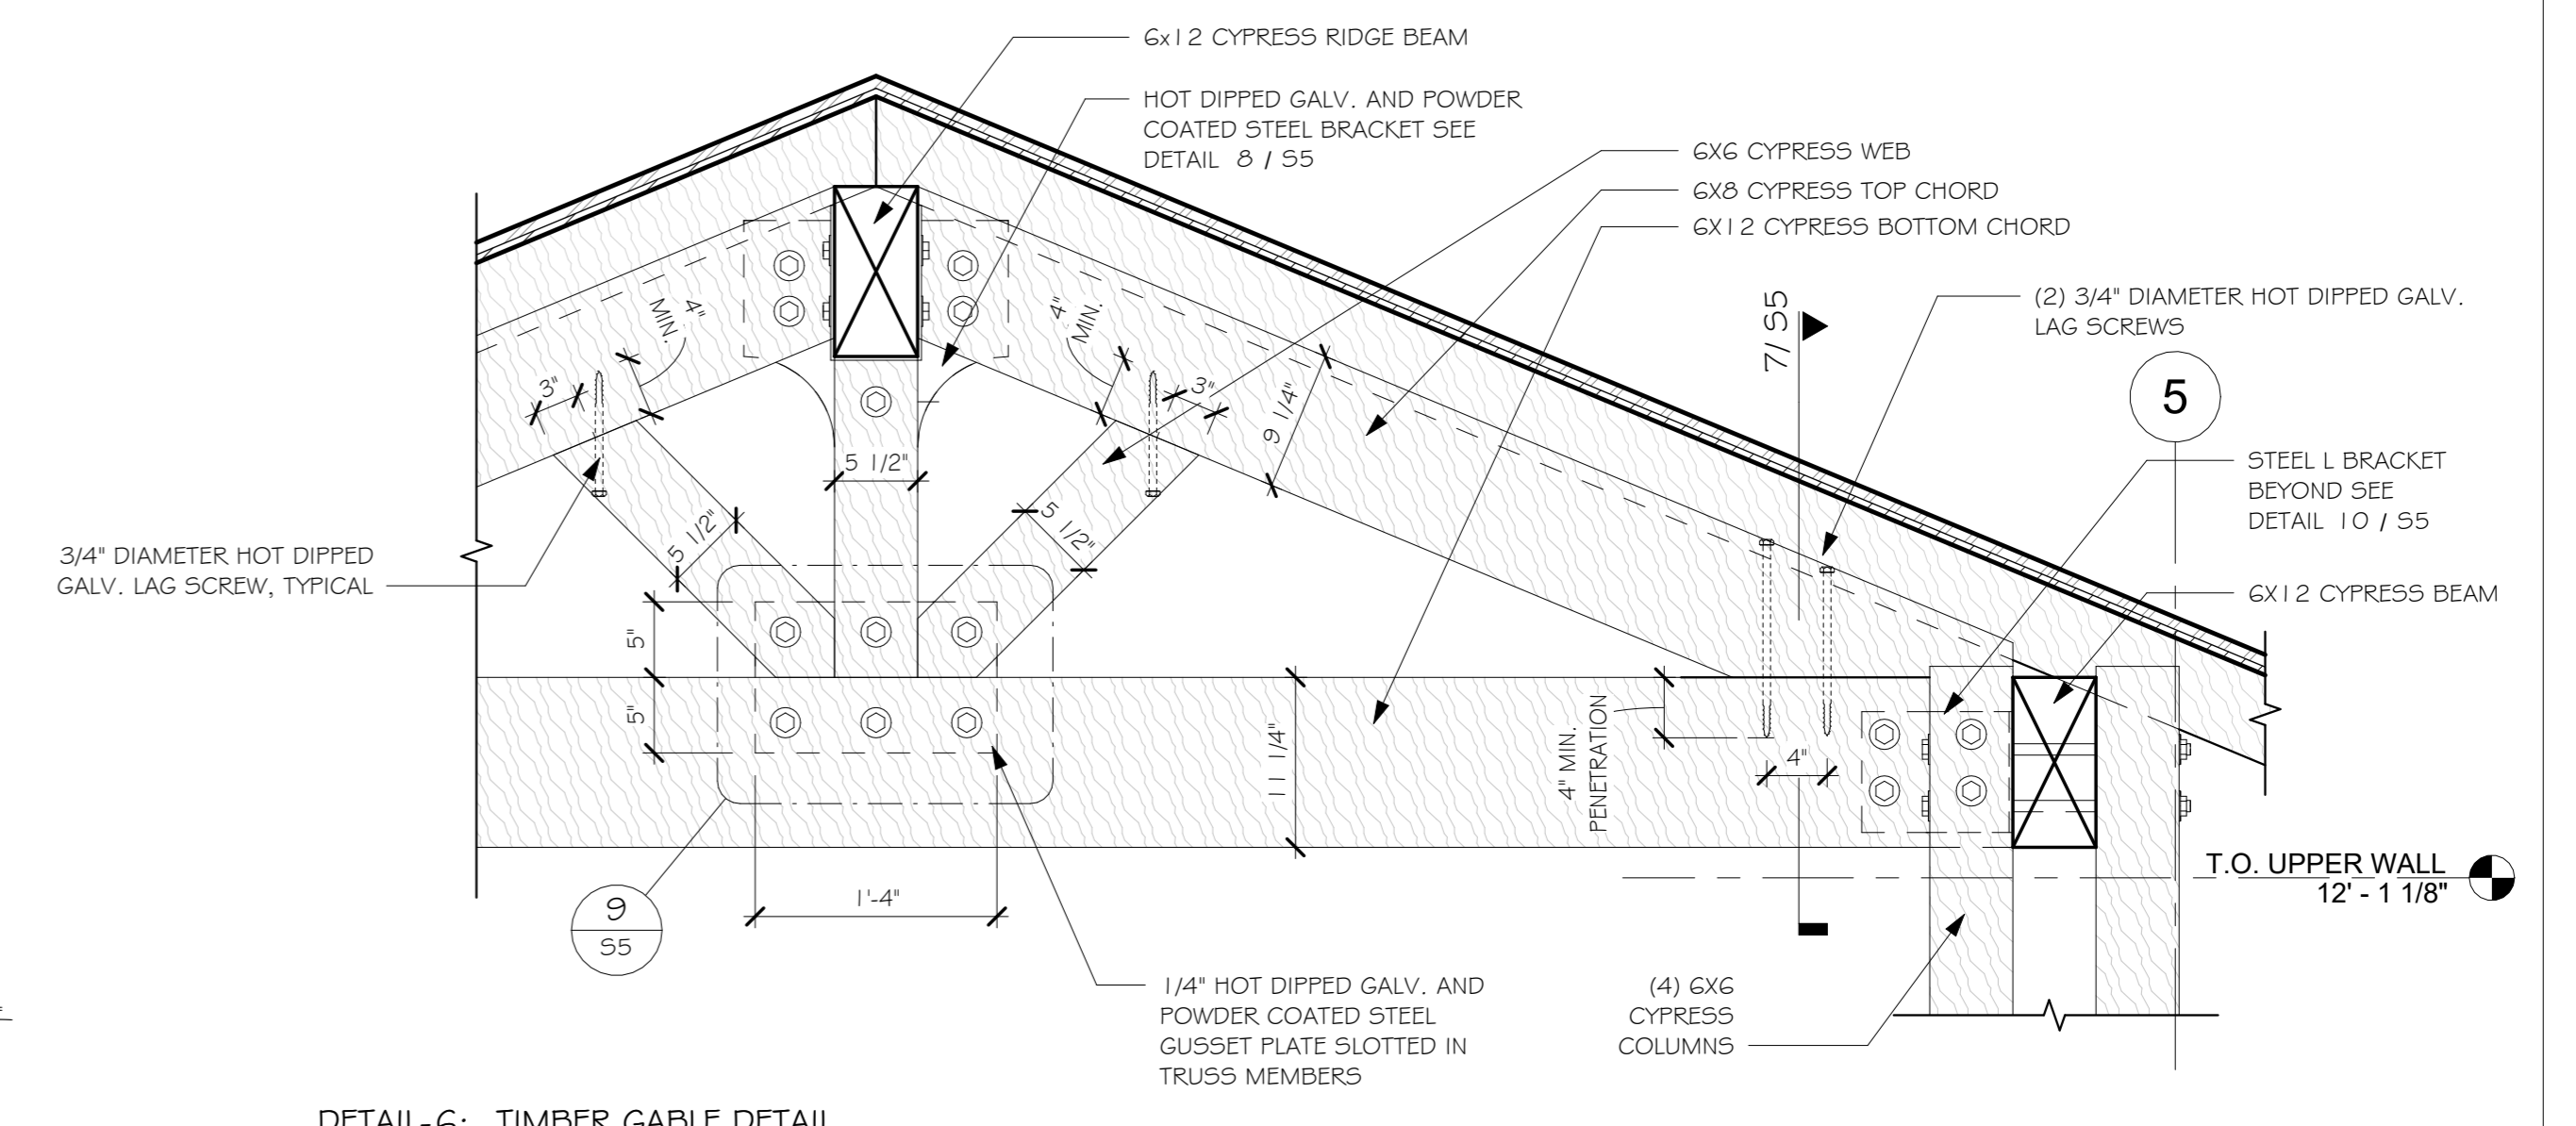 6x12 CYPRESS RIDGE BEAM
HOT DIPPED GALV. AND POWDER
COATED STEEL BRACKET SEE
DETAIL 8 / S5
6X6 CYPRESS WEB
6X8 CYPRESS TOP CHORD
6X12 CYPRESS BOTTOM CHORD
(2) 3/4" DIAMETER HOT DIPPED GALV.
LAG SCREWS
7/ S5
5
STEEL L BRACKET
BEYOND SEE
DETAIL 10 / S5
6X12 CYPRESS BEAM
4"
MIN.
4"
MIN.
3"
3"
9 1/4"
5 1/2"
5 1/2"
5 1/2"
3/4" DIAMETER HOT DIPPED
GALV. LAG SCREW, TYPICAL
5"
5"
11 1/4"
4" MIN.
PENETRATION
4"
T.O. UPPER WALL
12' - 1 1/8"
1'-4"
9
S5
1/4" HOT DIPPED GALV. AND
POWDER COATED STEEL
GUSSET PLATE SLOTTED IN
TRUSS MEMBERS
(4) 6X6
CYPRESS
COLUMNS
DETAIL-6: TIMBER GABLE DETAIL